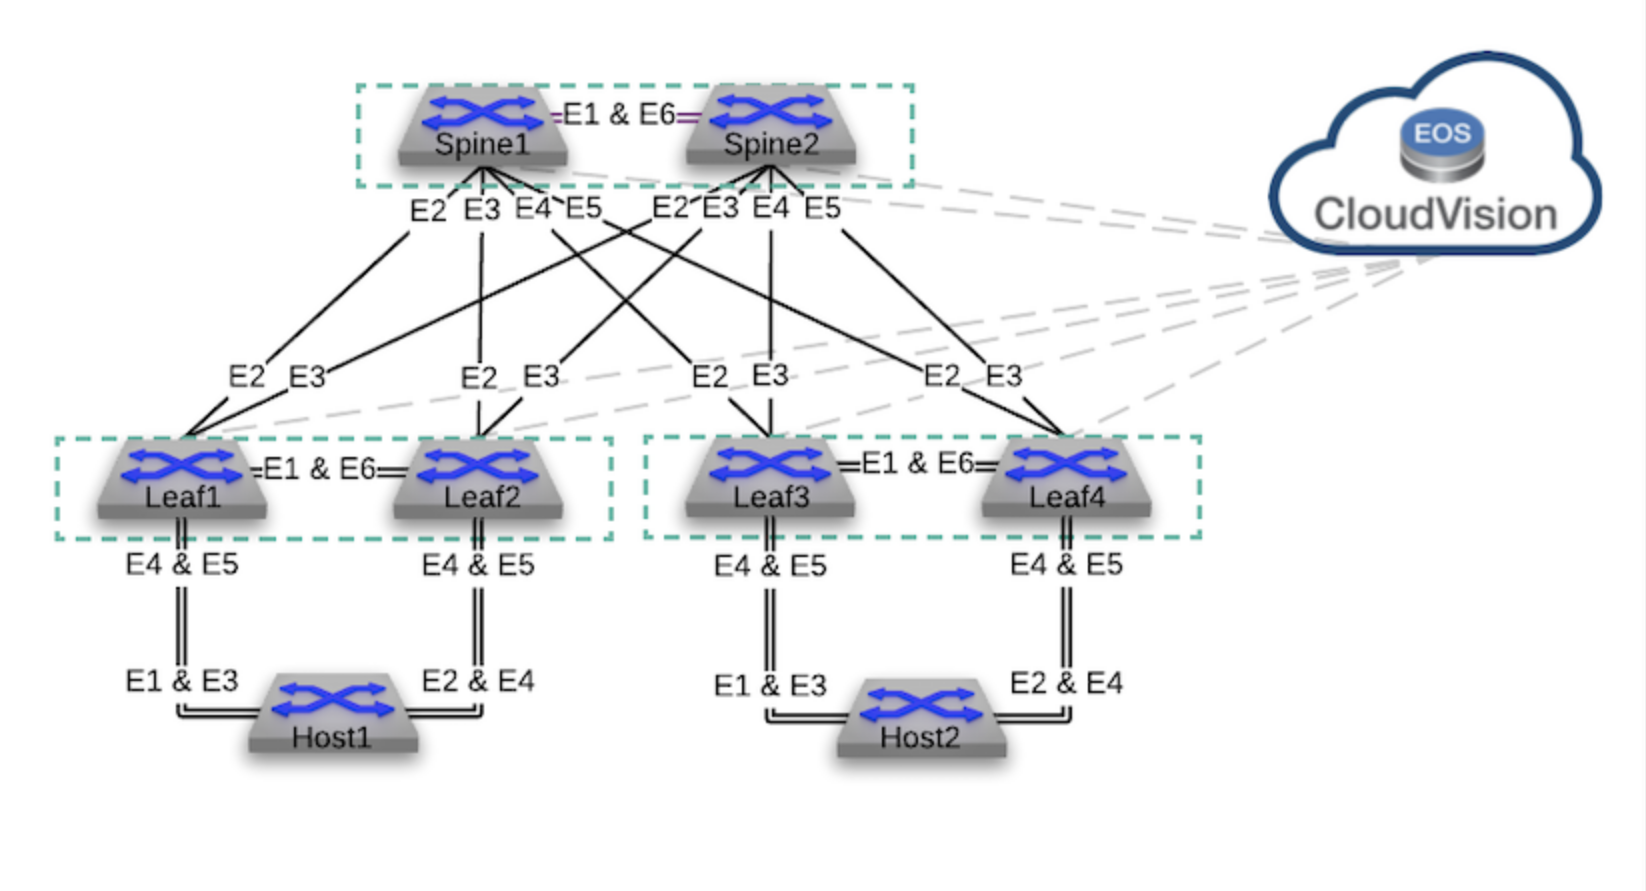 E1 & E6
Spine1
Spine2
EOS
CloudVision
E2 E3 E4 E5
E2 E3 E4 E5
E2 E3
E2 E3
E2 E3
E2 E3
E1 & E6
Leaf1
Leaf2
E1 & E6
Leaf3
Leaf4
E4 & E5
E4 & E5
E4 & E5
E4 & E5
E1 & E3
E2 & E4
E1 & E3
E2 & E4
Host1
Host2